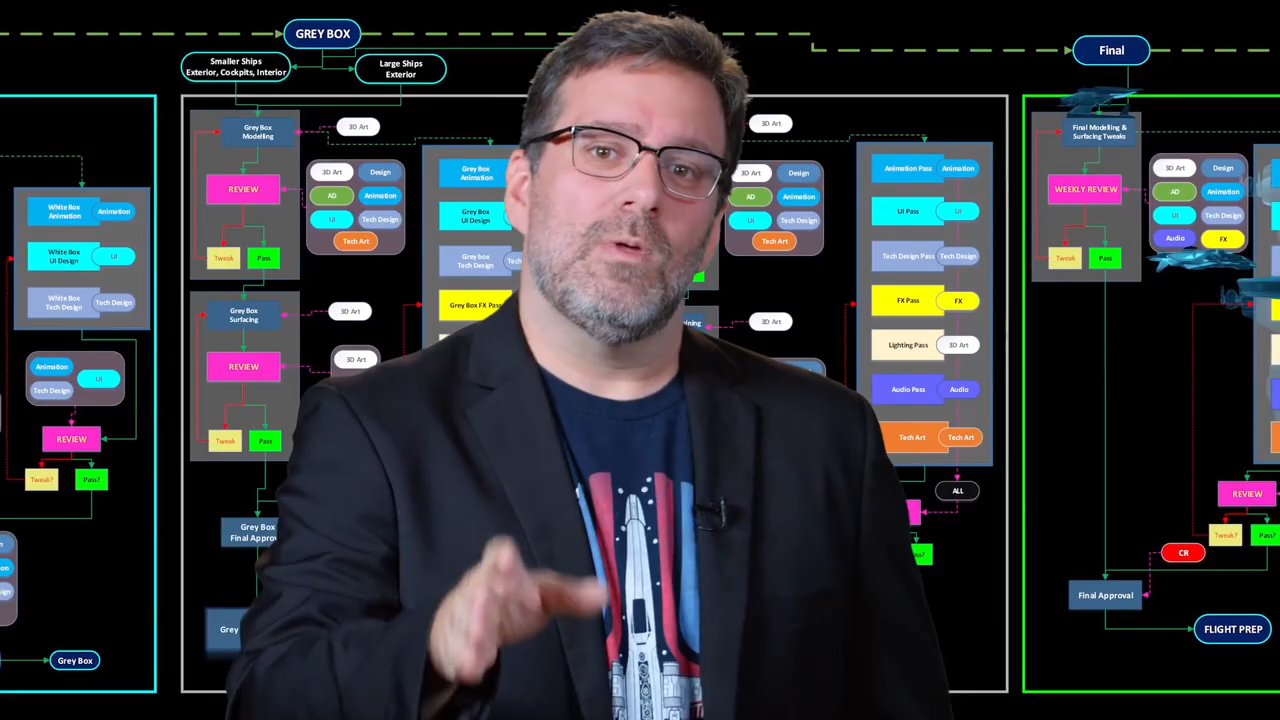 GREY BOX
Final
Smaller Ships
Exterior, Cockpits, Interior
Large Ships
Exterior
White Box
Animation
Animation
White Box
UI Design
UI
White Box
Tech Design
Tech Design
Animation
UI
Tech Design
REVIEW
Tweak?
Pass?
Grey Box
Grey Box
Modelling
3D Art
REVIEW
Tweak
Pass
3D Art
Design
AD
Animation
UI
Tech Design
Tech Art
Grey Box
Surfacing
3D Art
REVIEW
3D Art
Tweak
Pass
Grey Box
Final
Grey
Grey Box
Animation
Grey Box
UI Design
Grey box
Tech Design
Tech
Grey Box FX Pass
3D Art
3D Art
Design
AD
Animation
UI
Tech Design
Tech Art
3D Art
Animation Pass
Animation
UI Pass
UI
Tech Design Pass
Tech Design
FX Pass
FX
Lighting Pass
3D Art
Audio Pass
Audio
Tech Art
Tech Art
ALL
Final Modelling &
Surfacing Tweaks
WEEKLY REVIEW
Tweak
Pass
3D Art
Design
AD
Animation
UI
Tech Design
Audio
FX
REVIEW
Tweak?
Pass?
CR
Final Approval
FLIGHT PREP